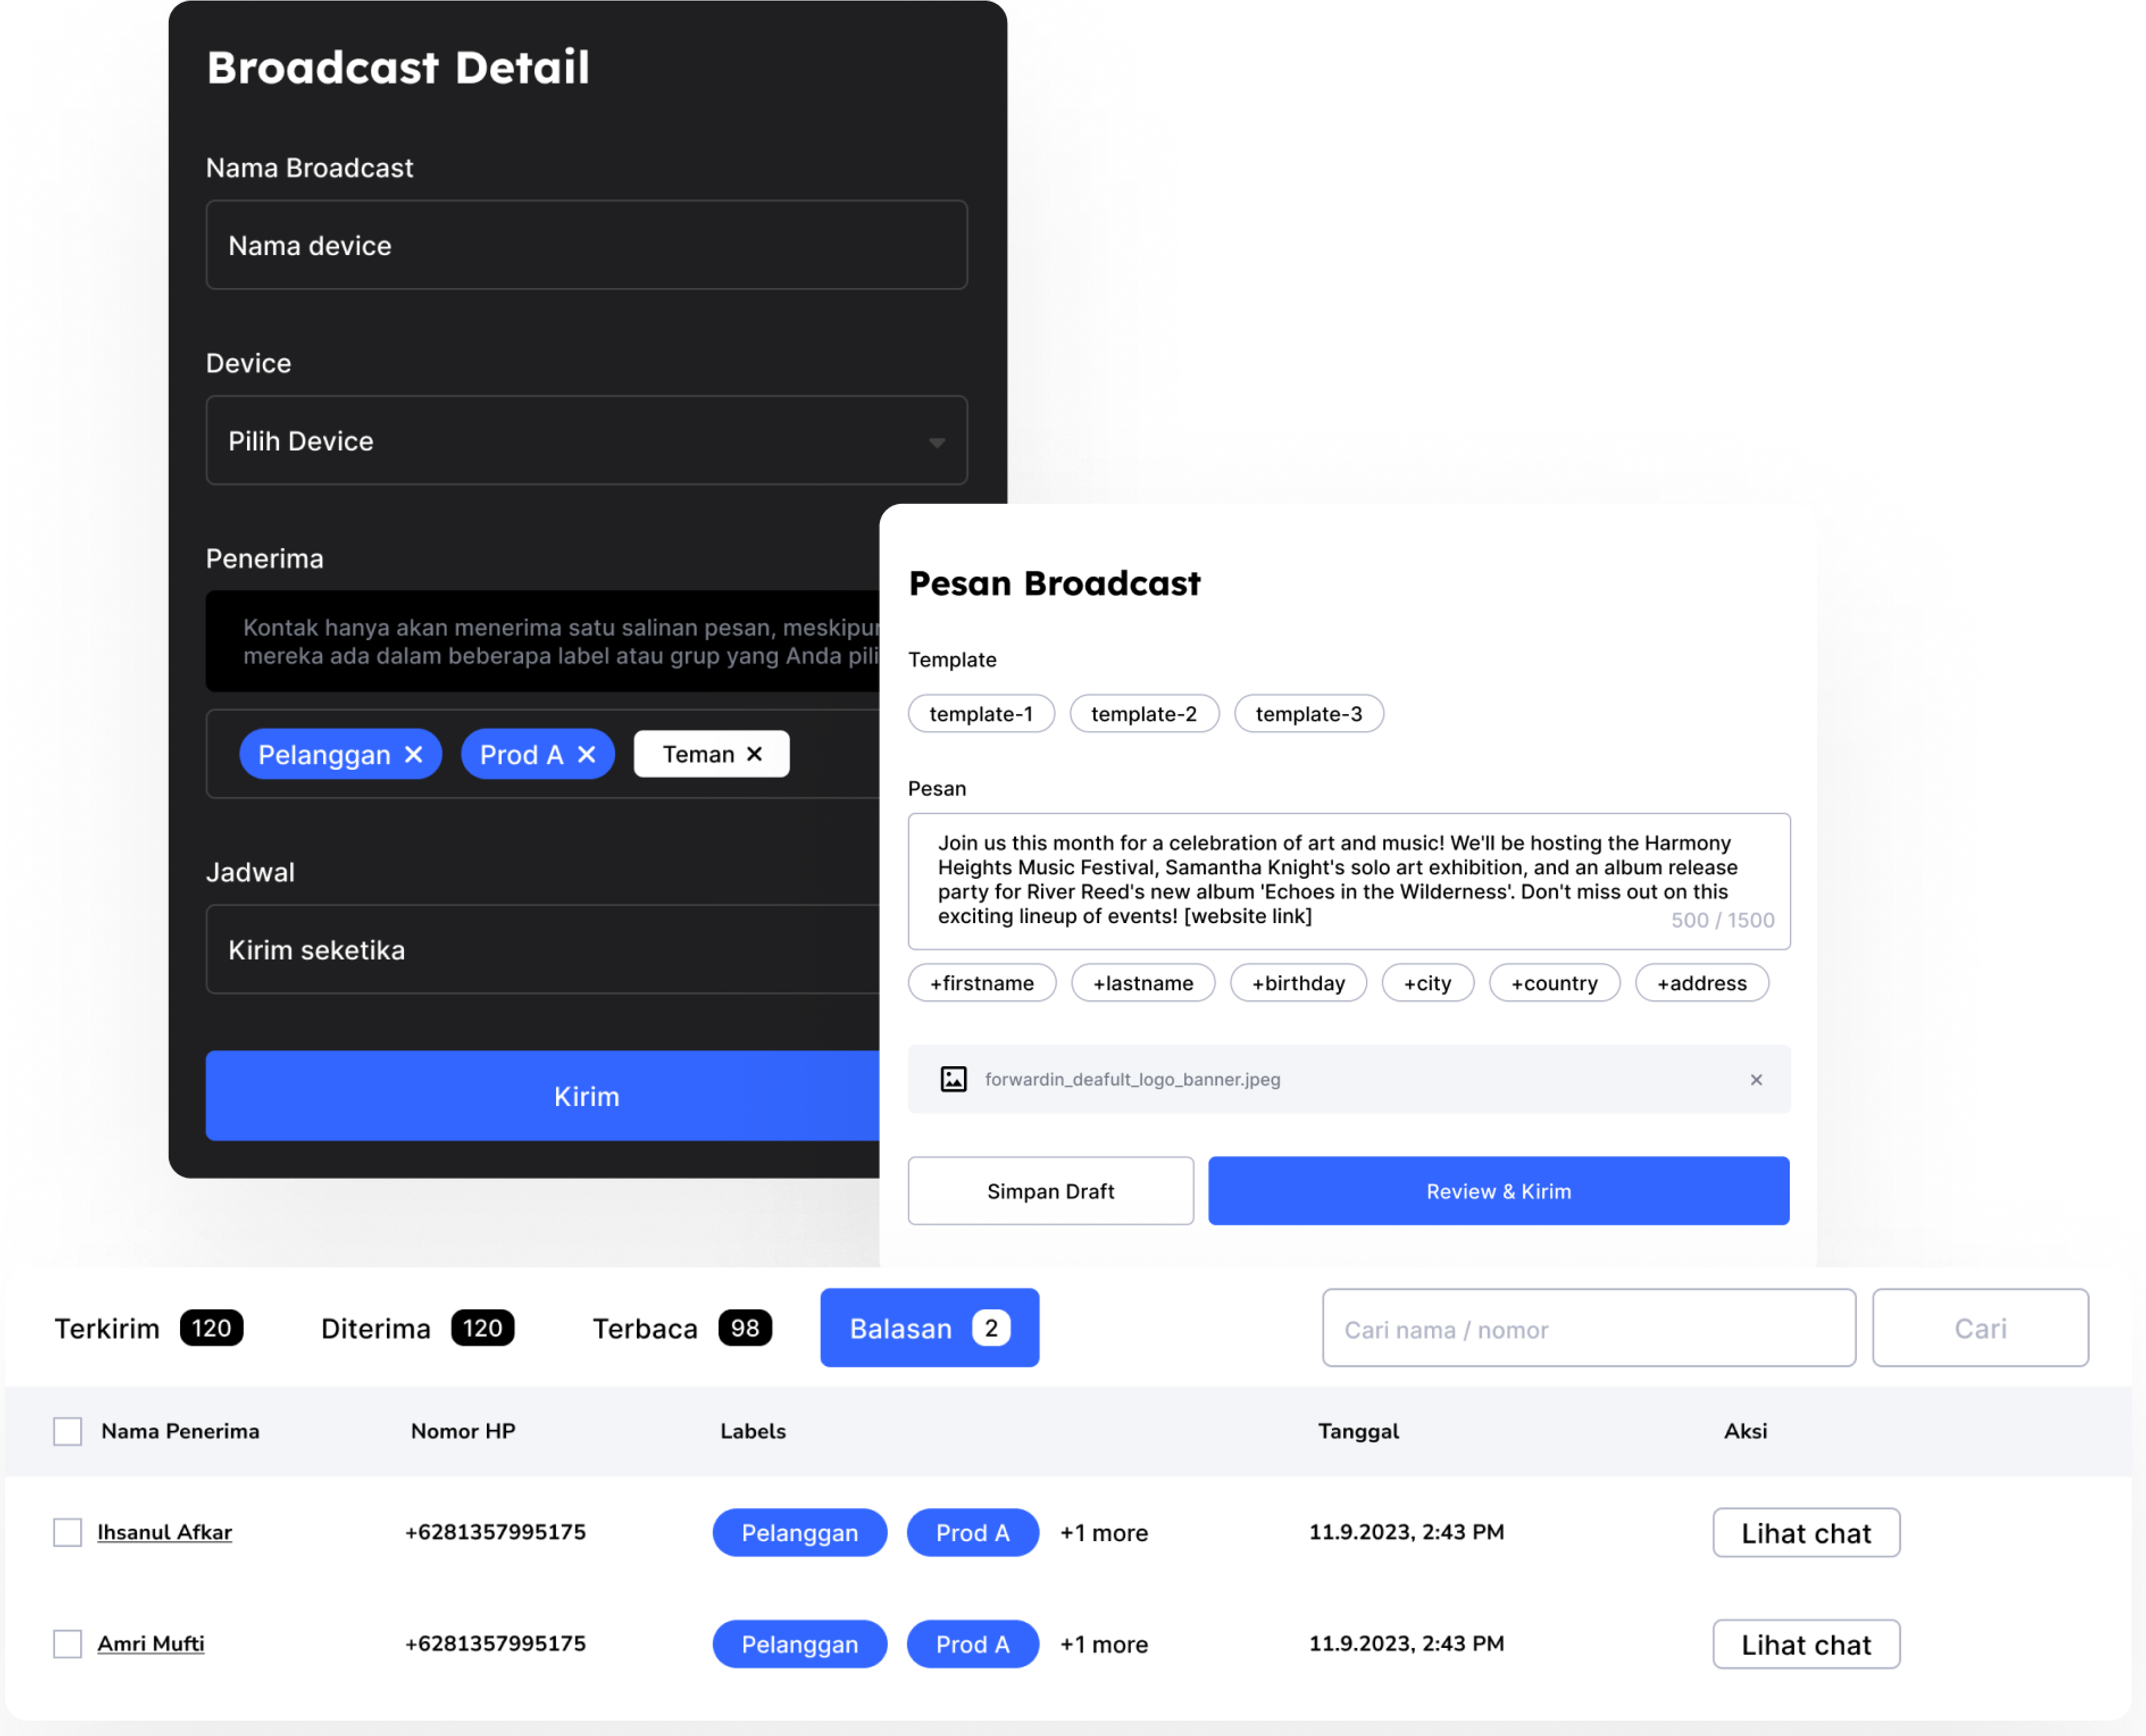 Broadcast Detail
Nama Broadcast
Nama device
Device
Pilih Device
Penerima
Kontak hanya akan menerima satu salinan pesan,
mereka ada dalam beberapa label atau grup yang Anda
Pelanggan ✕ Prod A ✕ Teman ✕
Jadwal
Kirim seketika
Kirim
Pesan Broadcast
Template
template-1 template-2 template-3
Pesan
Join us this month for a celebration of art and music! We'll be hosting the Harmony
Heights Music Festival, Samantha Knight's solo art exhibition, and an album release
party for River Reed's new album 'Echoes in the Wilderness'. Don't miss out on this
exciting lineup of events! [website link]
500 / 1500
+firstname +lastname +birthday +city +country +address
forwardin_deafult_logo_banner.jpeg ✕
Simpan Draft Review & Kirim
Terkirim 120 Diterima 120 Terbaca 98 Balasan 2 Cari nama / nomor Cari
Nama Penerima Nomor HP Labels Tanggal Aksi
Ihsanul Afkar +6281357995175 Pelanggan Prod A +1 more 11.9.2023, 2:43 PM Lihat chat
Amri Mufti +6281357995175 Pelanggan Prod A +1 more 11.9.2023, 2:43 PM Lihat chat